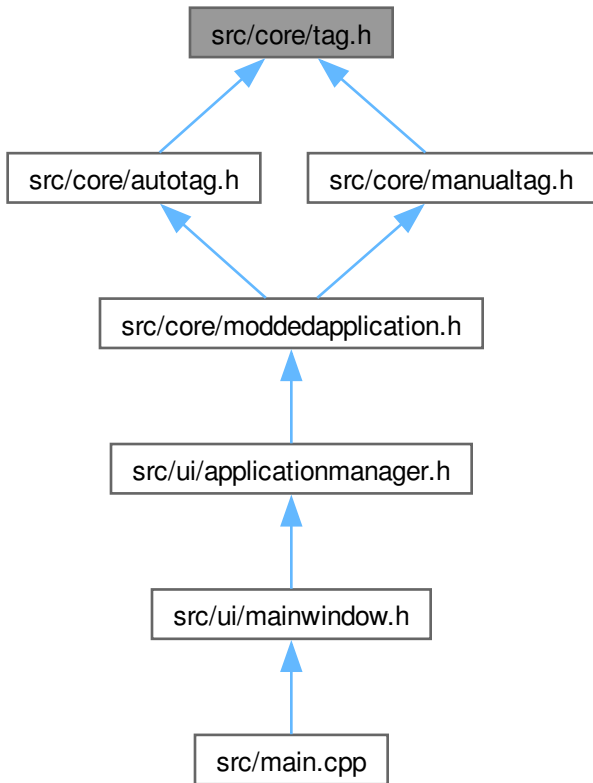 src/core/tag.h
src/core/autotag.h
src/core/manualtag.h
src/core/moddedapplication.h
src/ui/applicationmanager.h
src/ui/mainwindow.h
src/main.cpp